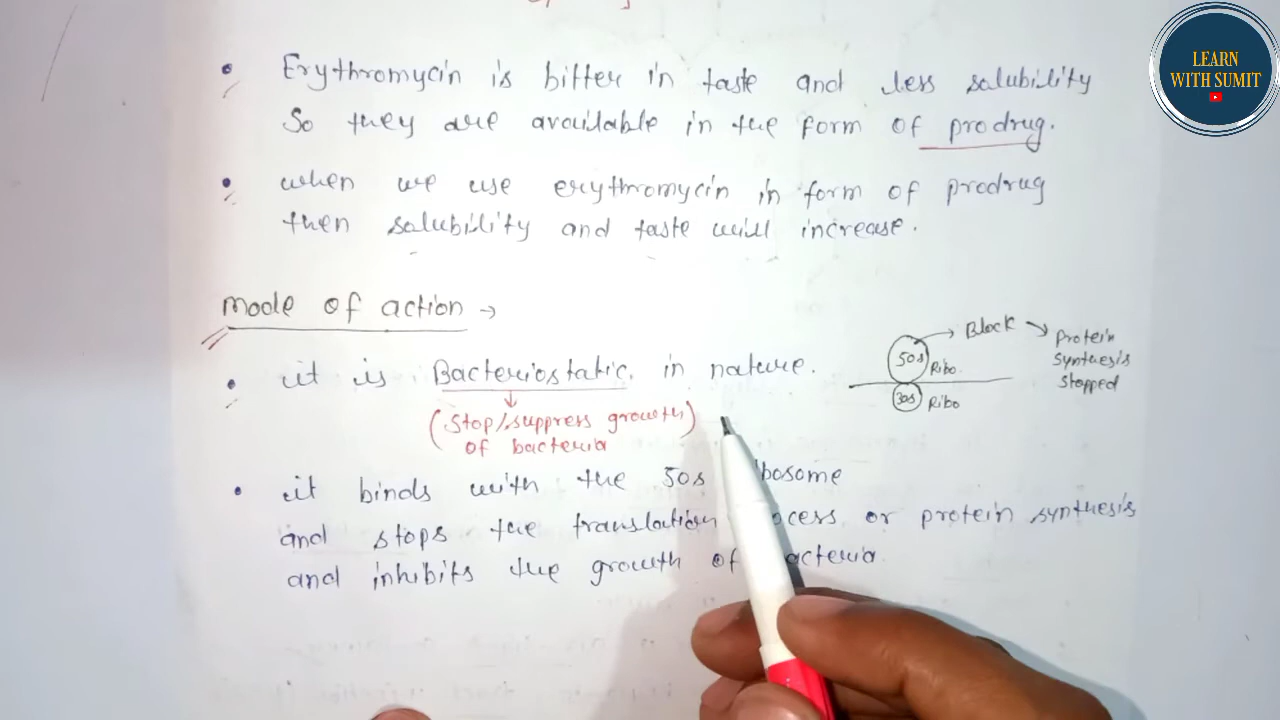 • Erythromycin is bitter in taste and less solubility
So they are available in the form of prodrug.
• when we use erythromycin in form of prodrug
then solubility and taste will increase.
Mode of action →
• it is Bacteriostatic in nature.
(Stop/suppress growth)
of bacteria
• it binds with the 50s
and stops the translation or protein synthesis
and inhibits the growth of
50s Ribo
30s Ribo
Block
Protein
synthesis
stopped
LEARN
WITH SUMIT